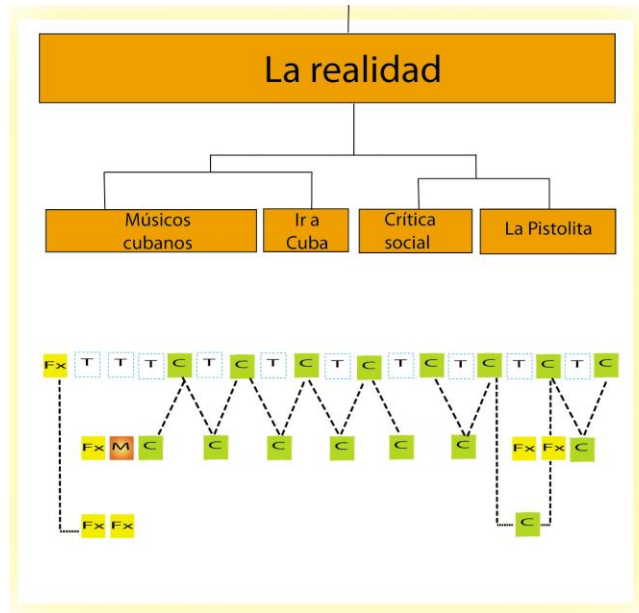 La realidad
Músicos
cubanos
Ir a
Cuba
Crítica
social
La Pistolita
Fx T T T C T C T C T C T C T C T C T C
Fx M C C C C C C Fx Fx C
Fx Fx C